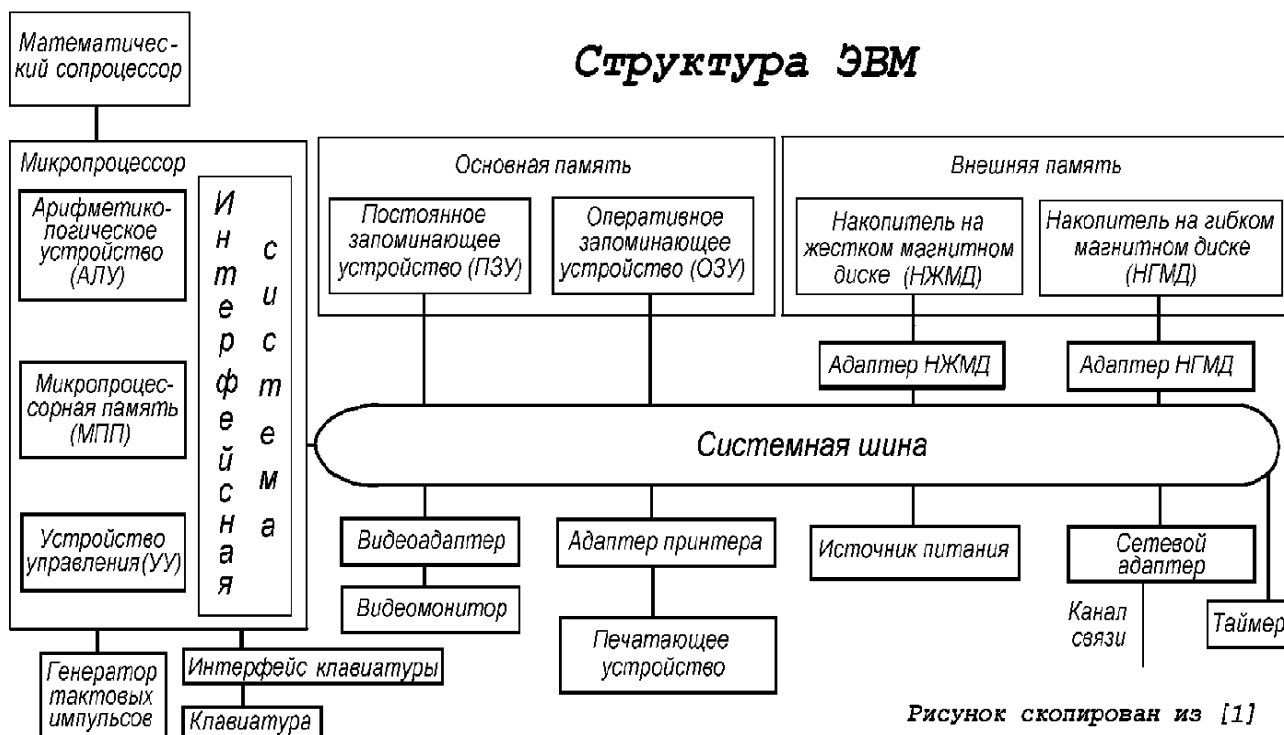 Структура ЭВМ
Математичес-
кий сопроцессор
Микропроцессор
Арифметико-
логическое
устройство
(АЛУ)
Микропроцес-
сорная память
(МПП)
Устройство
управления(УУ)
Интерфейсная
система
Основная память
Постоянное
запоминающее
устройство (ПЗУ)
Оперативное
запоминающее
устройство (ОЗУ)
Внешняя память
Накопитель на
жестком магнитном
диске (НЖМД)
Накопитель на гибком
магнитном диске
(НГМД)
Адаптер НЖМД
Адаптер НГМД
Системная шина
Видеоадаптер
Адаптер принтера
Источник питания
Сетевой
адаптер
Видеомонитор
Печатающее
устройство
Канал
связи
Таймер
Генератор
тактовых
импульсов
Интерфейс клавиатуры
Клавиатура
Рисунок скопирован из [1]